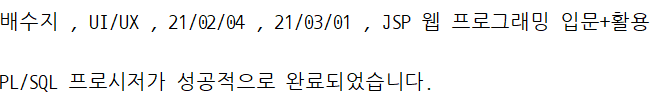 배수지 , UI/UX , 21/02/04 , 21/03/01 , JSP 웹 프로그래밍 입문+활용
PL/SQL 프로시저가 성공적으로 완료되었습니다.